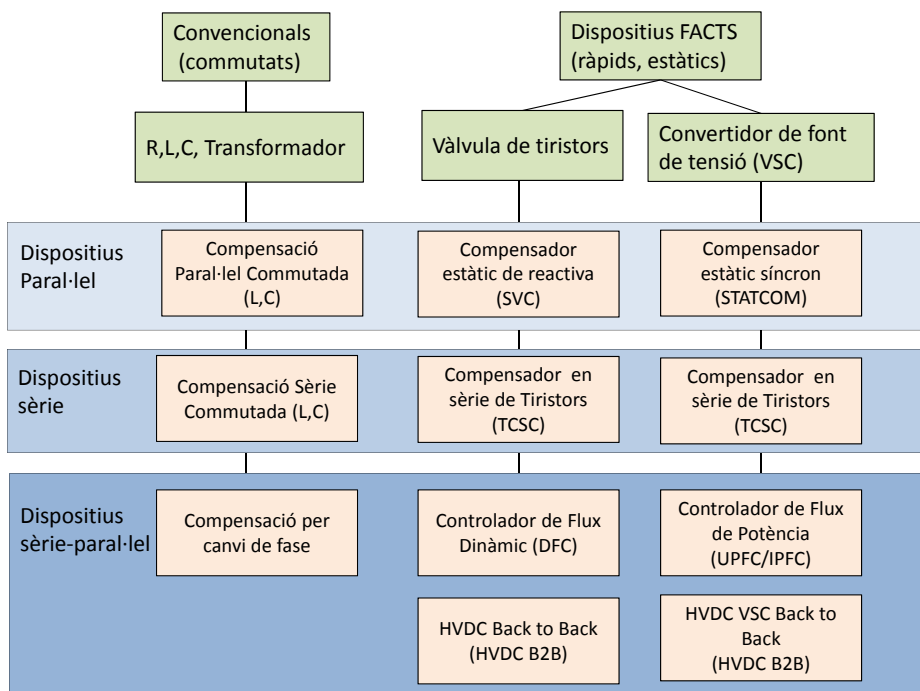 Convencionals
(commutats)
Dispositius FACTS
(ràpids, estàtics)
R,L,C, Transformador
Vàlvula de tiristors
Convertidor de font
de tensió (VSC)
Dispositius
Paral·lel
Compensació
Paral·lel Commutada
(L,C)
Compensador
estàtic de reactiva
(SVC)
Compensador
estàtic síncron
(STATCOM)
Dispositius
sèrie
Compensació Sèrie
Commutada (L,C)
Compensador en
sèrie de Tiristors
(TCSC)
Compensador en
sèrie de Tiristors
(TCSC)
Dispositius
sèrie-paral·lel
Compensació per
canvi de fase
Controlador de Flux
Dinàmic (DFC)
Controlador de Flux
de Potència
(UPFC/IPFC)
HVDC Back to Back
(HVDC B2B)
HVDC VSC Back to
Back
(HVDC B2B)